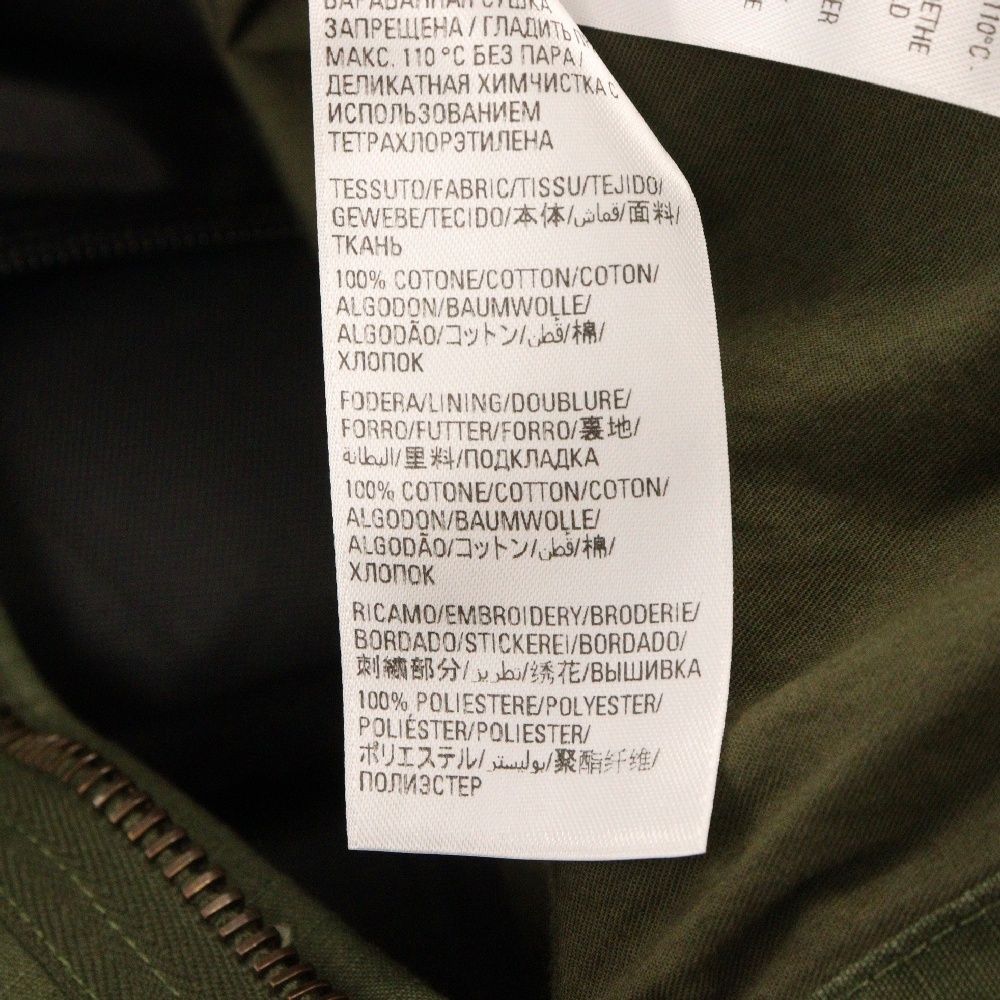 БАРАБАННАЯ СУШКА
ЗАПРЕЩЕНА / ГЛАДИТЬ
МАКС. 110 °C БЕЗ ПАРА /
ДЕЛИКАТНАЯ ХИМЧИСТКА С
ИСПОЛЬЗОВАНИЕМ
ТЕТРАХЛОРЭТИЛЕНА
TESSUTO/FABRIC/TISSU/TEJIDO/
GEWEBE/TECIDO/本体/قماش/面料/
ТКАНЬ
100% COTONE/COTTON/COTON/
ALGODON/BAUMWOLLE/
ALGODÃO/コットン/قُطن/棉/
ХЛОПОК
FODERA/LINING/DOUBLURE/
FORRO/FUTTER/FORRO/裏地/
البطانة/里料/ПОДКЛАДКА
100% COTONE/COTTON/COTON/
ALGODON/BAUMWOLLE/
ALGODÃO/コットン/قُطن/棉/
ХЛОПОК
RICAMO/EMBROIDERY/BRODERIE/
BORDADO/STICKEREI/BORDADO/
刺繍部分/تطريز/绣花/ВЫШИВКА
100% POLIESTERE/POLYESTER/
POLIÉSTER/POLIESTER/
ポリエステル/بوليستر/聚酯纤维/
ПОЛИЭСТЕР
110°C.